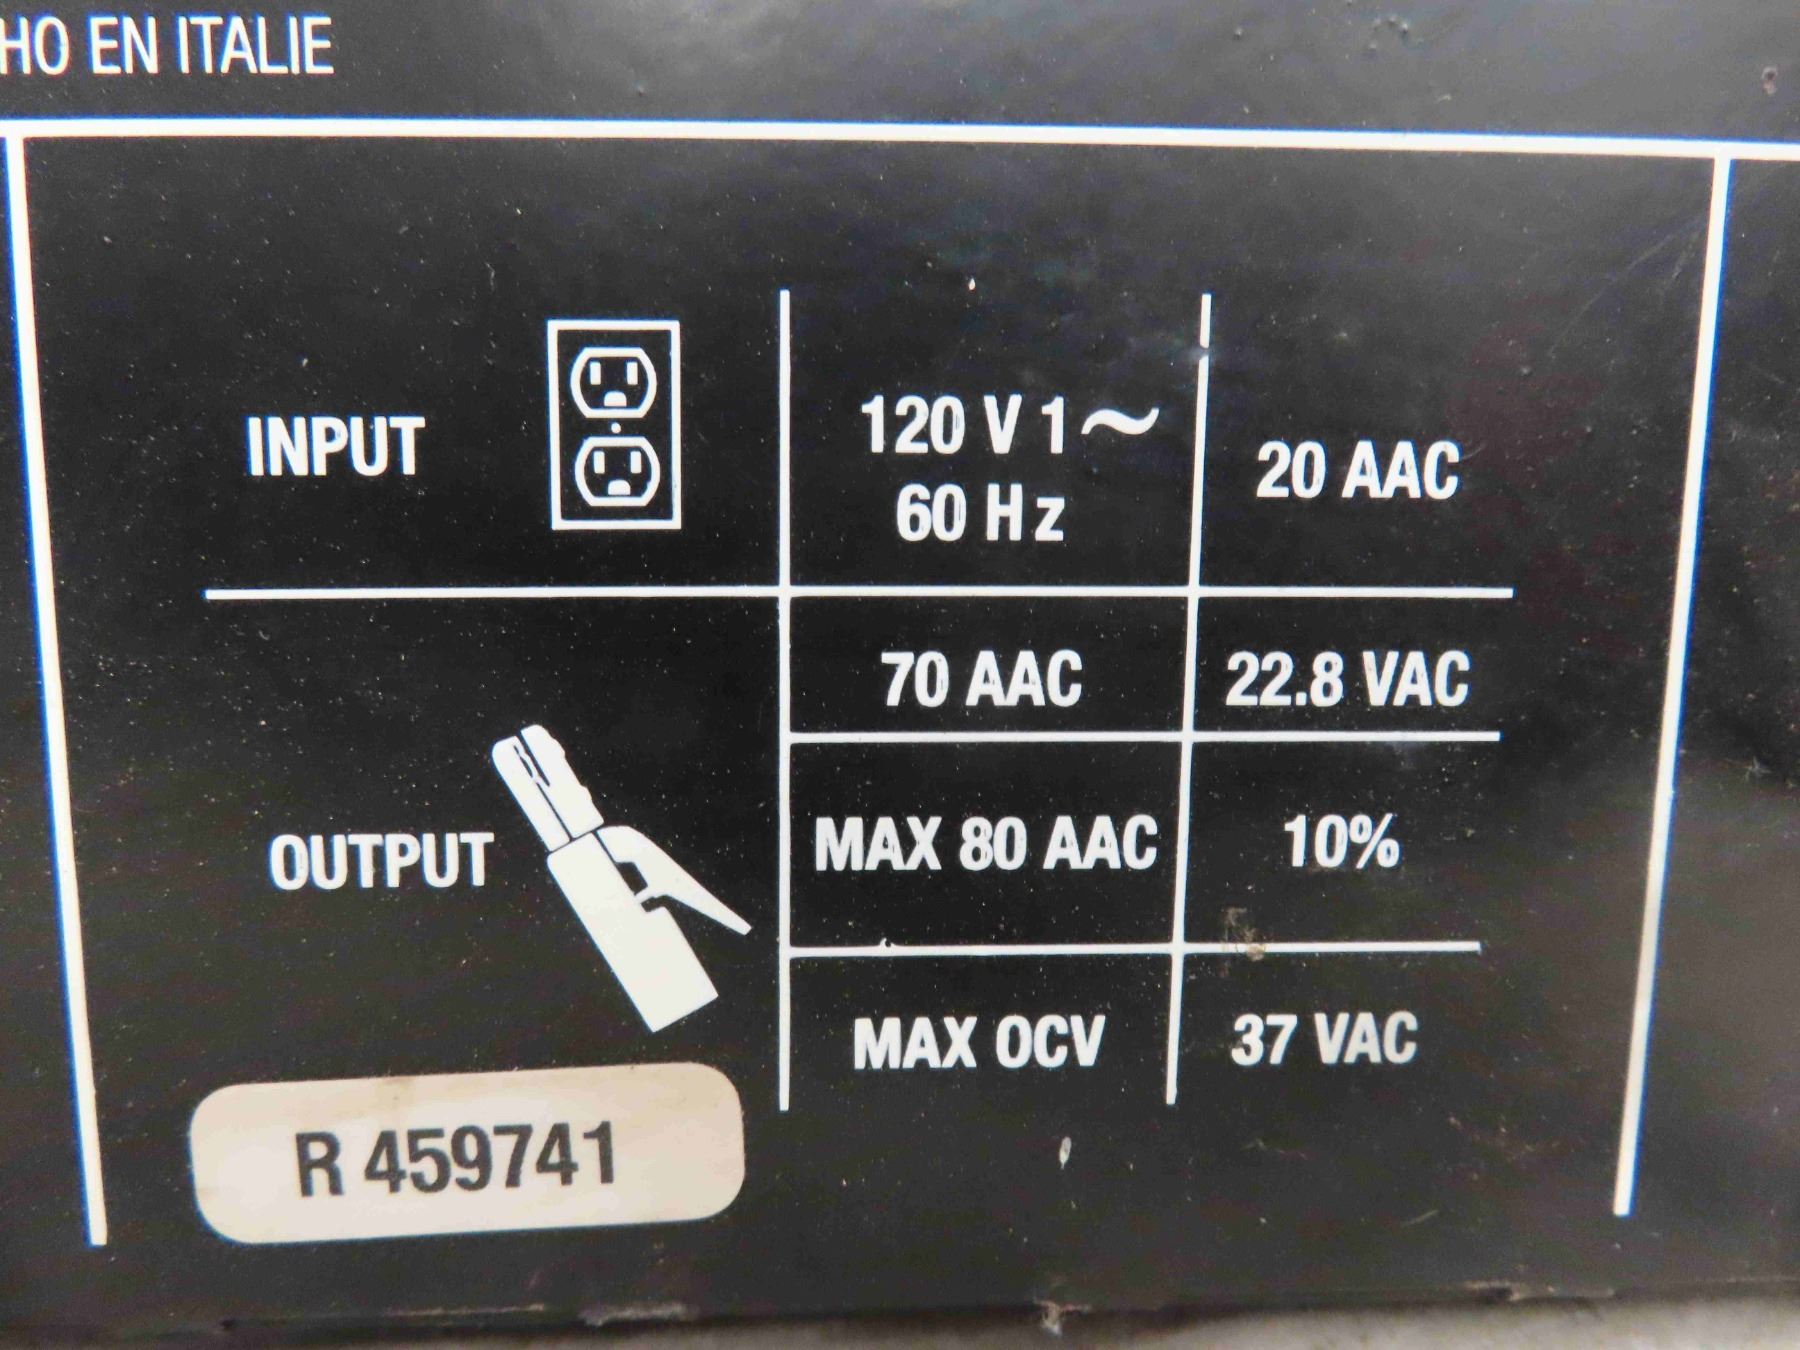 HO EN ITALIE
INPUT
120 V 1~
60 Hz
20 AAC
OUTPUT
70 AAC
22.8 VAC
MAX 80 AAC
10%
MAX OCV
37 VAC
R 459741